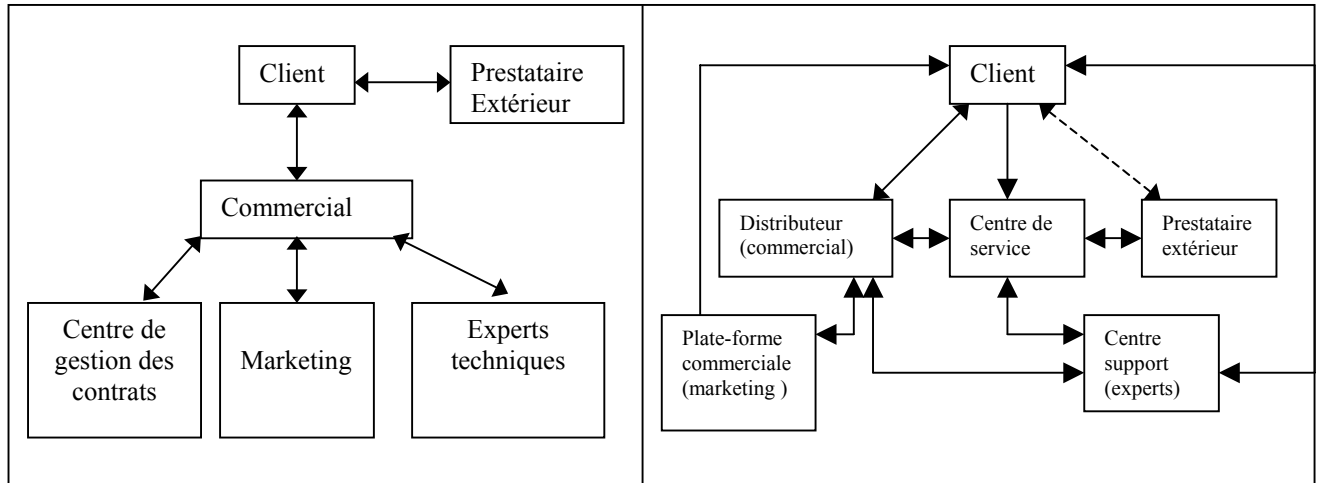 Client
Prestataire
Extérieur
Commercial
Centre de
gestion des
contrats
Marketing
Experts
techniques
Client
Distributeur
(commercial)
Centre de
service
Prestataire
extérieur
Plate-forme
commerciale
(marketing )
Centre
support
(experts)